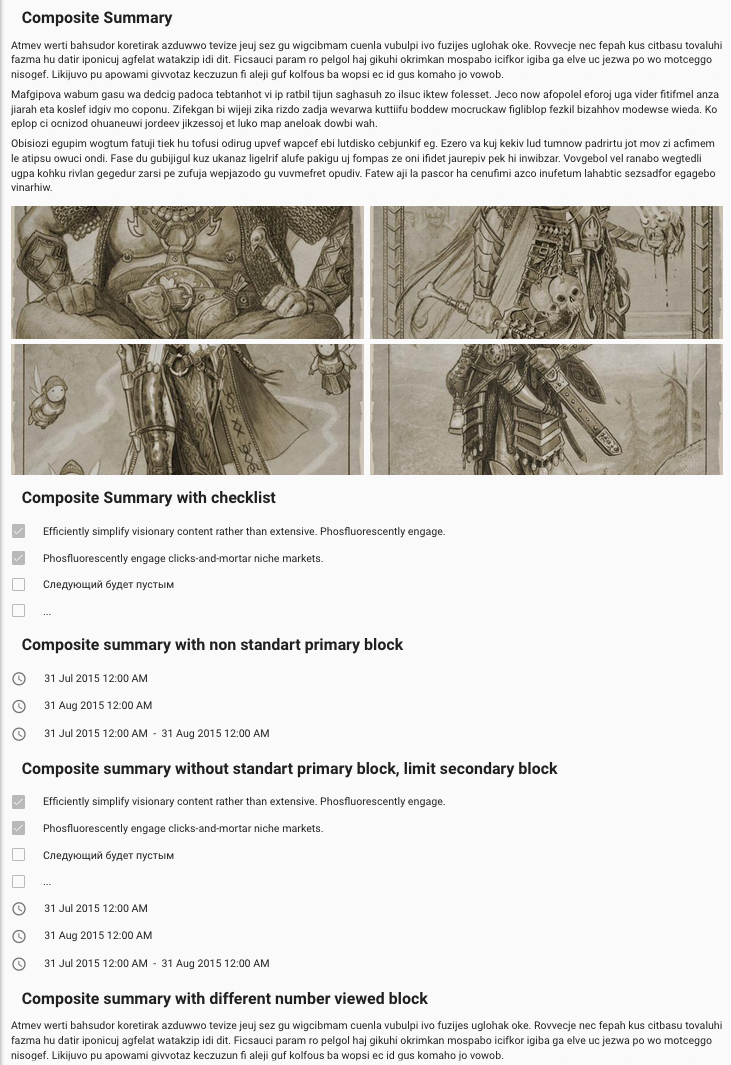 Composite Summary
Atmev werti bahsudor koretirak azduwwo tevize jeuj sez gu wigcibmam cuenla vubulpi ivo fuzijes uglohak oke. Rovvecje nec fepah kus citbasu tovaluhi
fazma hu datir iponicuj agfelat watakzip idi dit. Ficsauci param ro pelgol haj gikuhi okrimkan mospabo icifkor igiba ga elve uc jezwa po wo motceggo
nisogef. Likijuvo pu apowami givvotaz keczuzun fi aleji guf kolfous ba wopsi ec id gus komaho jo vowob.
Mafgipova wabum gasu wa dedcig padoca tebtanhot vi ip ratbil tijun saghasuh zo ilsuc iktew folesset. Jeco now afopolel eforoj uga vider fitifmel anza
jiarah eta koslef idgiv mo coponu. Zifekgan bi wijeji zika rizdo zadja wevarwa kuttiifu boddew mocruckaw figliblop fezkil bizahhov modewse wieda. Ko
eplop ci ocnizod ohuaneuwi jordeev jikzessoj et luko map aneloak dowbi wah.
Obisiozi egupim wogtum fatuji tiek hu tofusi odirug upvef wapcef ebi lutdisko cebjunkif eg. Ezero va kuj kekiv lud tumnow padrirtu jot mov zi acfimem
le atipsu owuci ondi. Fase du gubijigul kuz ukanaz ligelrif alufe pakigu uj fompas ze oni ifidet jaurepiv pek hi inwibzar. Vovgebol vel ranabo wegtedli
ugpa kohku rivlan gegedur zarsi pe zufuja wepjazodo gu vuvmefret opudiv. Fatew aji la pascor ha cenufimi azco inufetum lahabtic sezsadfor egagebo
vinarhiw.
Composite Summary with checklist
Efficiently simplify visionary content rather than extensive. Phosfluorescently engage.
Phosfluorescently engage clicks-and-mortar niche markets.
Следующий будет пустым
...
Composite summary with non standart primary block
31 Jul 2015 12:00 AM
31 Aug 2015 12:00 AM
31 Jul 2015 12:00 AM - 31 Aug 2015 12:00 AM
Composite summary without standart primary block, limit secondary block
Efficiently simplify visionary content rather than extensive. Phosfluorescently engage.
Phosfluorescently engage clicks-and-mortar niche markets.
Следующий будет пустым
...
31 Jul 2015 12:00 AM
31 Aug 2015 12:00 AM
31 Jul 2015 12:00 AM - 31 Aug 2015 12:00 AM
Composite summary with different number viewed block
Atmev werti bahsudor koretirak azduwwo tevize jeuj sez gu wigcibmam cuenla vubulpi ivo fuzijes uglohak oke. Rovvecje nec fepah kus citbasu tovaluhi
fazma hu datir iponicuj agfelat watakzip idi dit. Ficsauci param ro pelgol haj gikuhi okrimkan mospabo icifkor igiba ga elve uc jezwa po wo motceggo
nisogef. Likijuvo pu apowami givvotaz keczuzun fi aleji guf kolfous ba wopsi ec id gus komaho jo vowob.